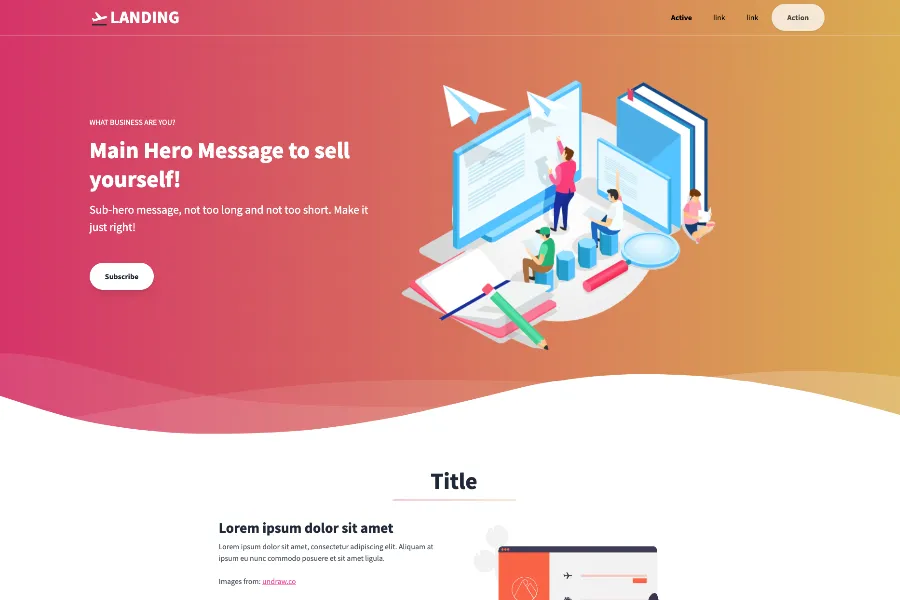 LANDING
Active
link
link
Action
WHAT BUSINESS ARE YOU?
Main Hero Message to sell
yourself!
Sub-hero message, not too long and not too short. Make it
just right!
Subscribe
Title
Lorem ipsum dolor sit amet
Lorem ipsum dolor sit amet, consectetur adipiscing elit. Aliquam at
ipsum eu nunc commodo posuere et sit amet ligula.
Images from: undraw.co